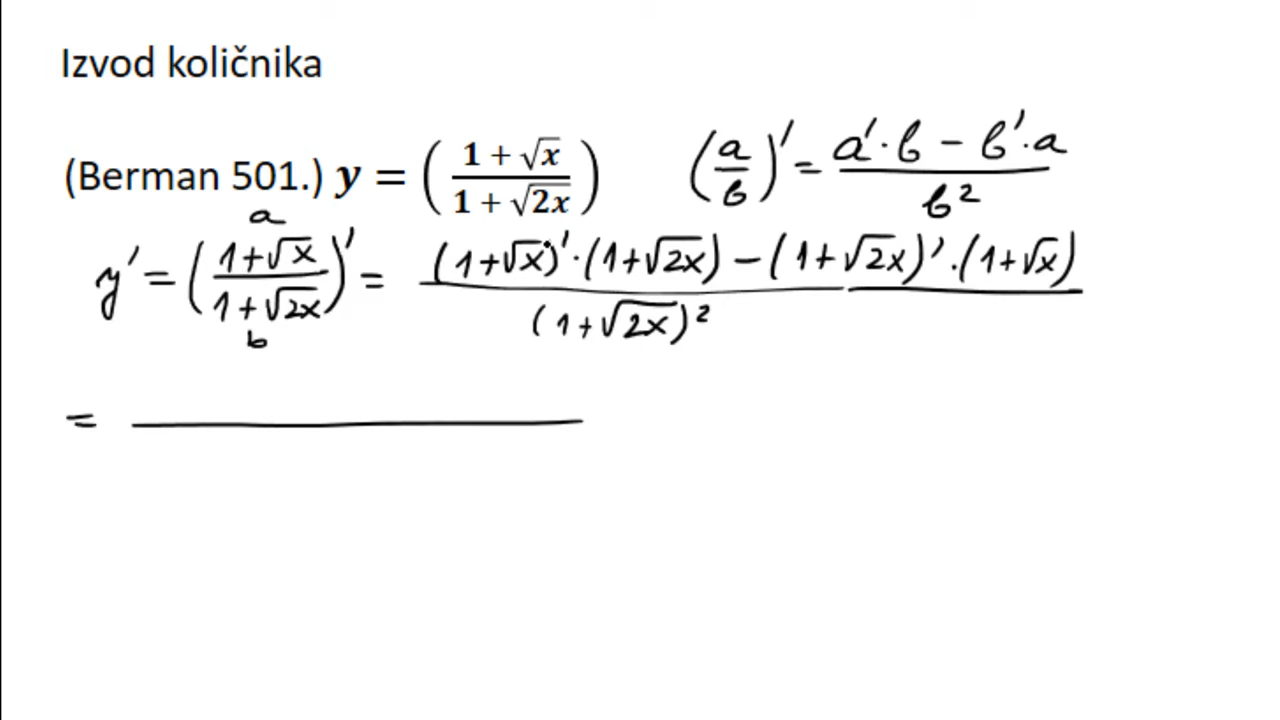 Izvod količnika
(Berman 501.) y = ( (1 + √x) / (1 + √2x) )    (a/b)' = (a'·b − b'·a) / b²
a
y' = ( (1+√x) / (1+√2x) )' = ( (1+√x)'·(1+√2x) − (1+√2x)'·(1+√x) ) / (1+√2x)²
b
=